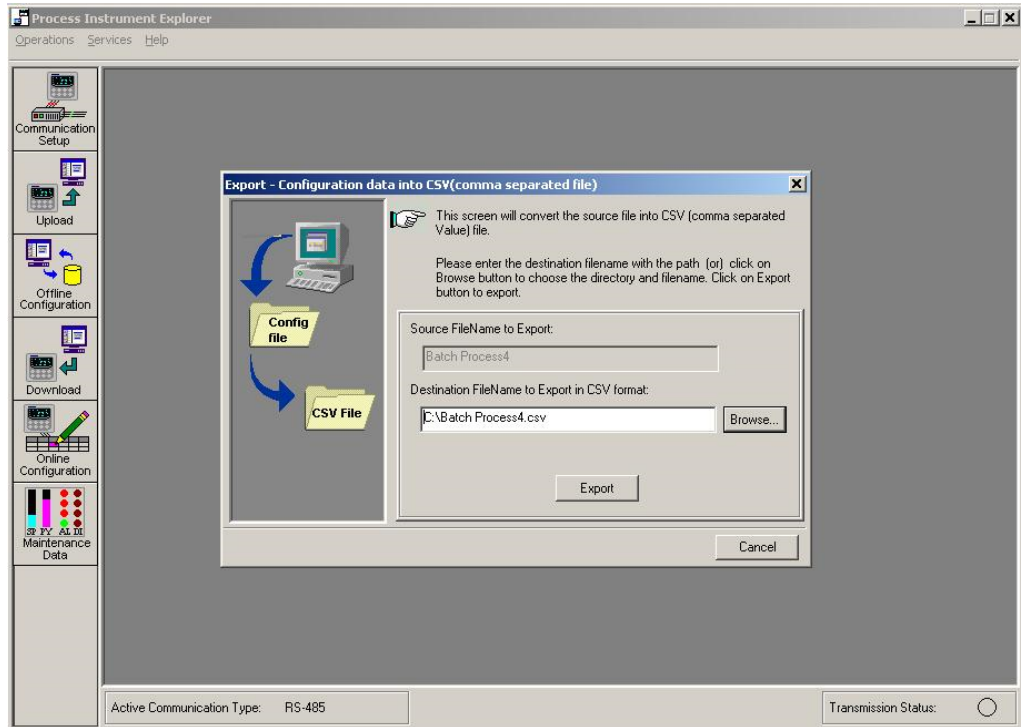 Process Instrument Explorer
Operations Services Help
Communication
Setup
Upload
Offline
Configuration
Download
Online
Configuration
SP PY AL DI
Maintenance
Data
Export - Configuration data into CSV(comma separated file)
This screen will convert the source file into CSV (comma separated
Value) file.
Please enter the destination filename with the path (or) click on
Browse button to choose the directory and filename. Click on Export
button to export.
Config
file
CSV File
Source FileName to Export:
Batch Process4
Destination FileName to Export in CSV format:
C:\Batch Process4.csv
Browse...
Export
Cancel
Active Communication Type: RS-485
Transmission Status: